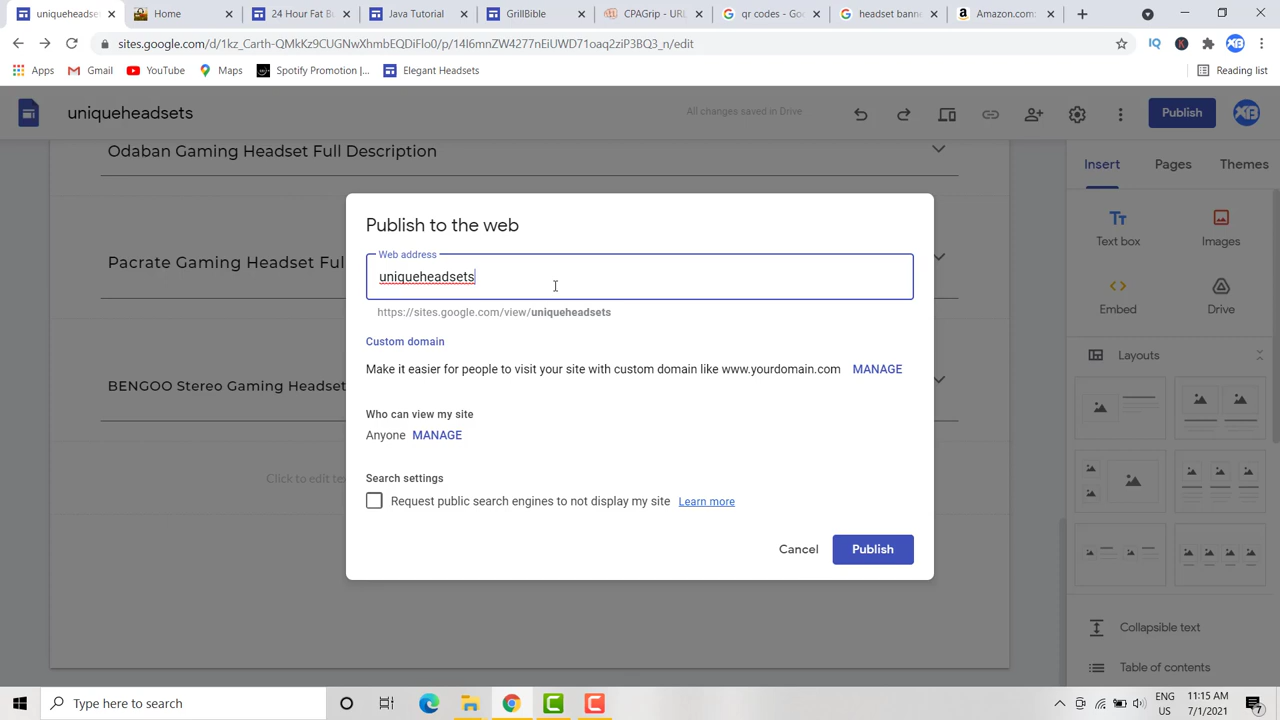 uniqueheadse
Home
24 Hour Fat Bu
Java Tutorial
GrillBible
CPAGrip - URL
qr codes - Goo
headset banne
Amazon.com:
sites.google.com/d/1kz_Carth-QMkKz9CUGNwXhmbEQDiFlo0/p/14I6mnZW4277nEiUWD71oaq2ziP3BQ3_n/edit
Apps
Gmail
YouTube
Maps
Spotify Promotion |...
Elegant Headsets
Reading list
uniqueheadsets
All changes saved in Drive
Publish
Odaban Gaming Headset Full Description
Insert
Pages
Themes
Publish to the web
Web address
uniqueheadsets
https://sites.google.com/view/uniqueheadsets
Custom domain
Make it easier for people to visit your site with custom domain like www.yourdomain.com MANAGE
Who can view my site
Anyone MANAGE
Search settings
Request public search engines to not display my site Learn more
Cancel
Publish
Pacrate Gaming Headset Ful
BENGOO Stereo Gaming Headset
Click to edit te
Tt
Text box
Images
Embed
Drive
Layouts
Collapsible text
Table of contents
Type here to search
ENG
US
11:15 AM
7/1/2021
7